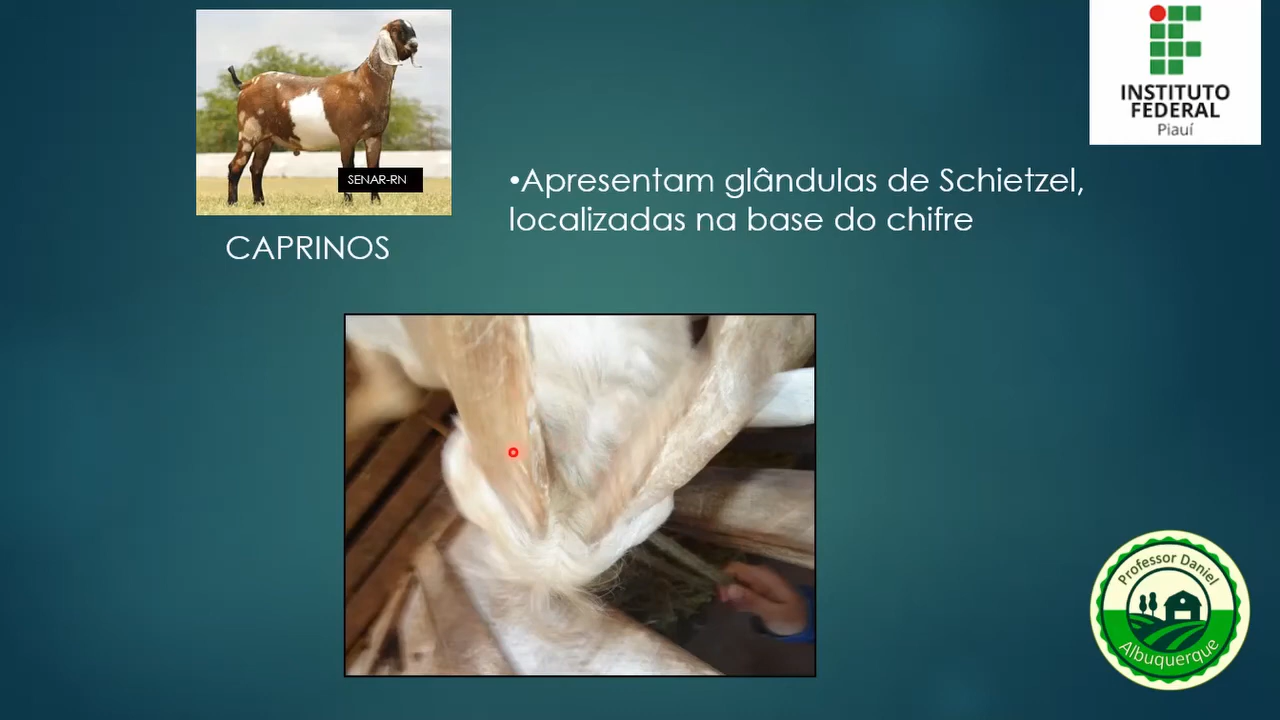 INSTITUTO
FEDERAL
Piauí
SENAR-RN
CAPRINOS
•Apresentam glândulas de Schietzel,
localizadas na base do chifre
Professor Daniel
Albuquerque